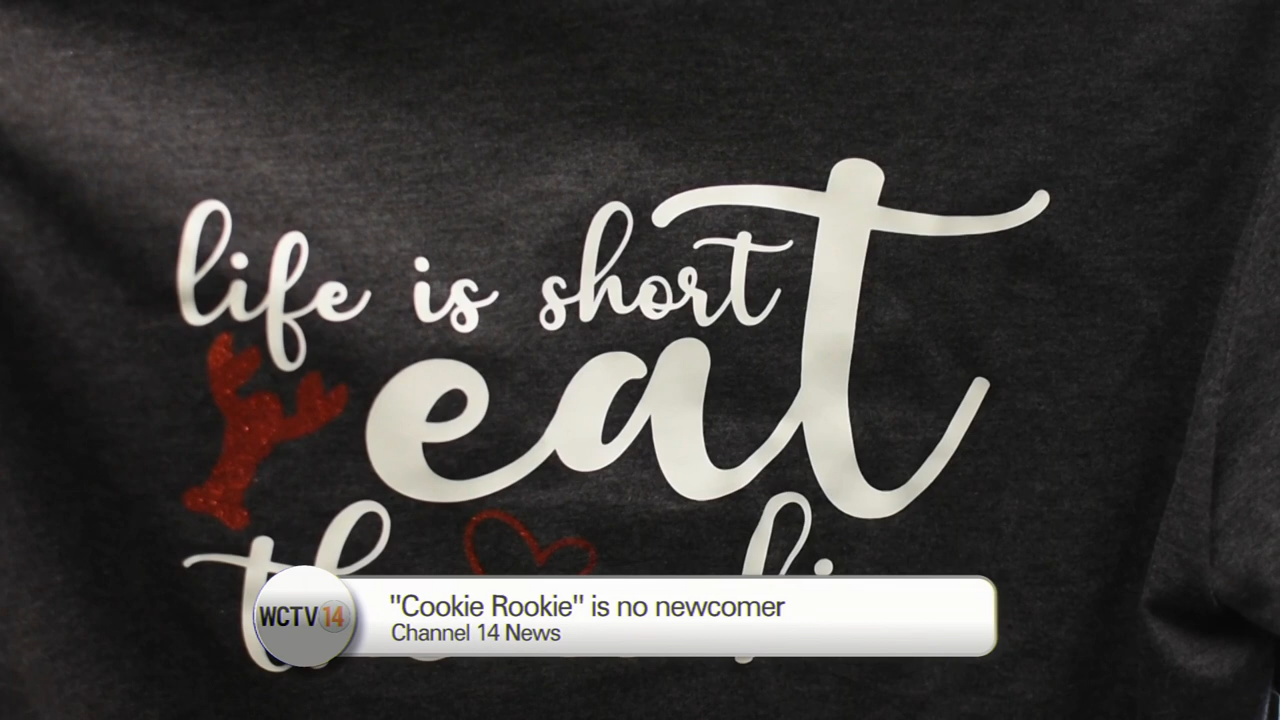 life is short
eat
WCTV14
"Cookie Rookie" is no newcomer
Channel 14 News